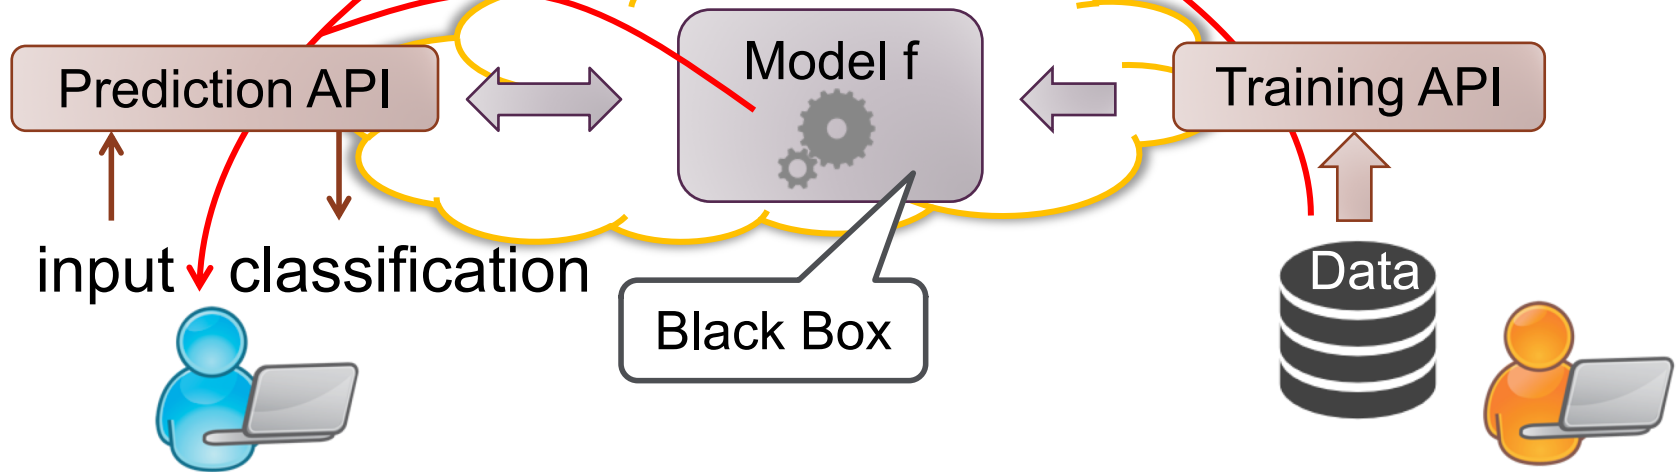 Model f
Prediction API
Training API
input
classification
Data
Black Box